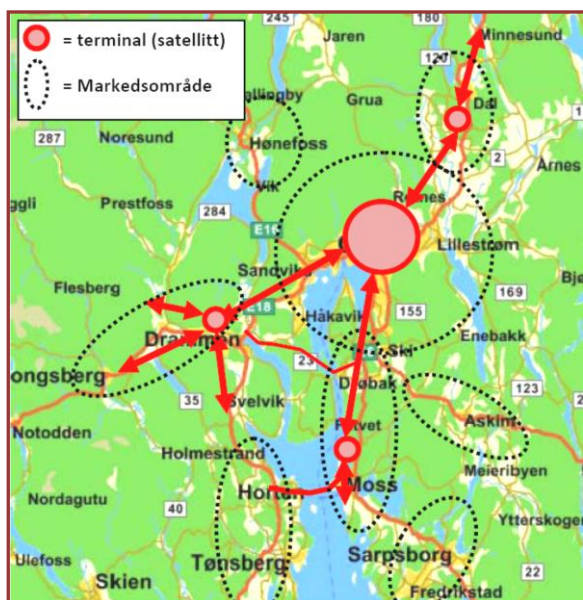 = terminal (satellitt)
= Markedsområde
245
180
Minnesund
Jaren
120
Dal
Grua
287
Noresund
Hønefoss
2
Årnes
Vik
Prestfoss
284
E16
Lillestrøm
Sandvika
Flesberg
169
E18
155
Håkavik
Enebakk
Drammen
23
Ski
Drøbak
123
35
Svelvik
Askim
Notodden
Holmestrand
Meieribyen
Moss
Nordagutu
40
Ytterskogen
Tønsberg
Sarpsborg
Ulefoss
Skien
22
Fredrikstad